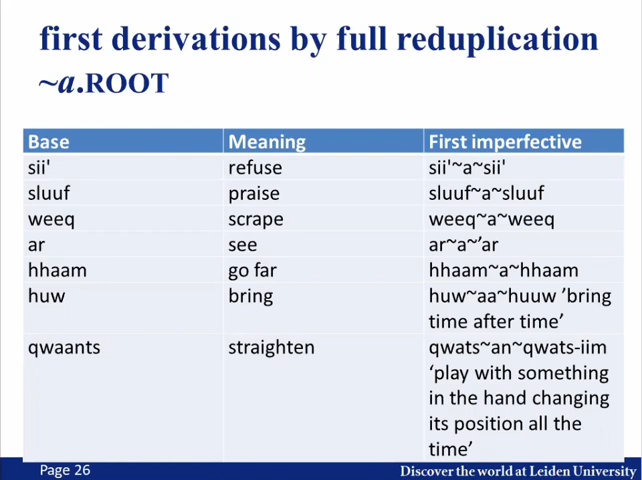 first derivations by full reduplication
~a.ROOT
Base Meaning First imperfective
sii' refuse sii'~a~sii'
sluuf praise sluuf~a~sluuf
weeq scrape weeq~a~weeq
ar see ar~a~’ar
hhaam go far hhaam~a~hhaam
huw bring huw~aa~huuw ’bring
time after time’
qwaants straighten qwats~an~qwats-iim
‘play with something
in the hand changing
its position all the
time’
Page 26 Discover the world at Leiden University